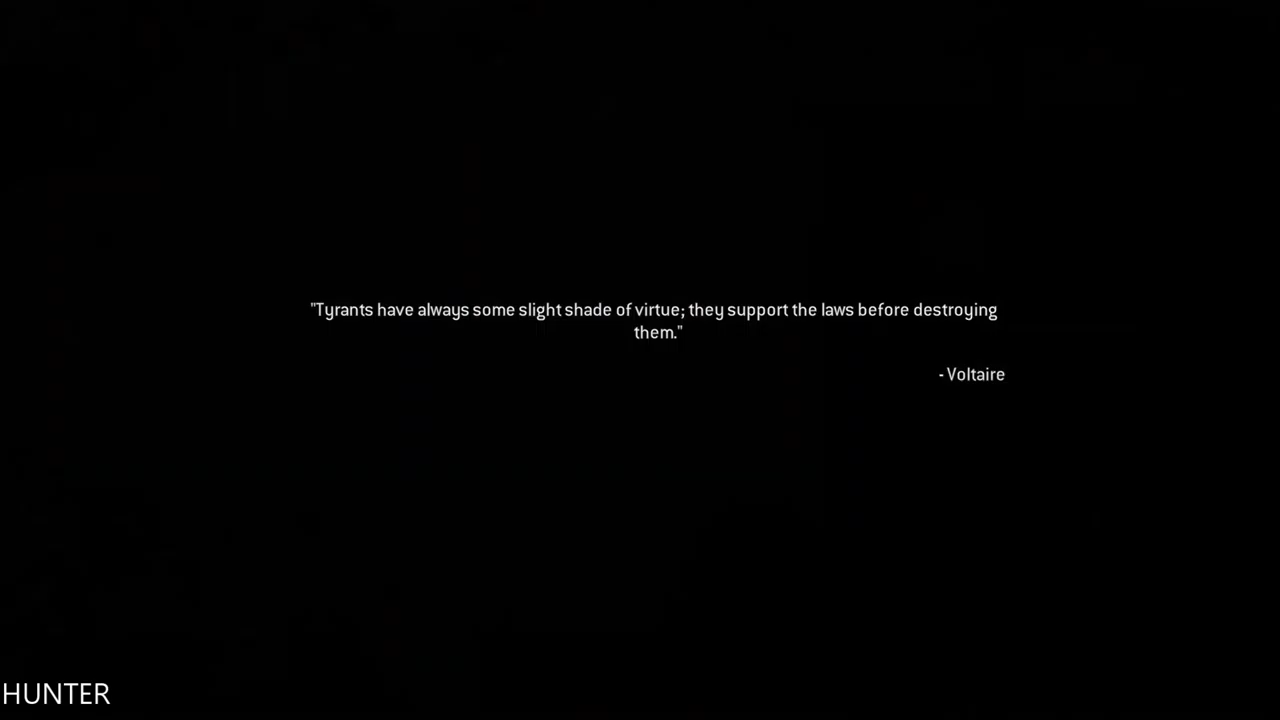 "Tyrants have always some slight shade of virtue; they support the laws before destroying
them."
- Voltaire
HUNTER